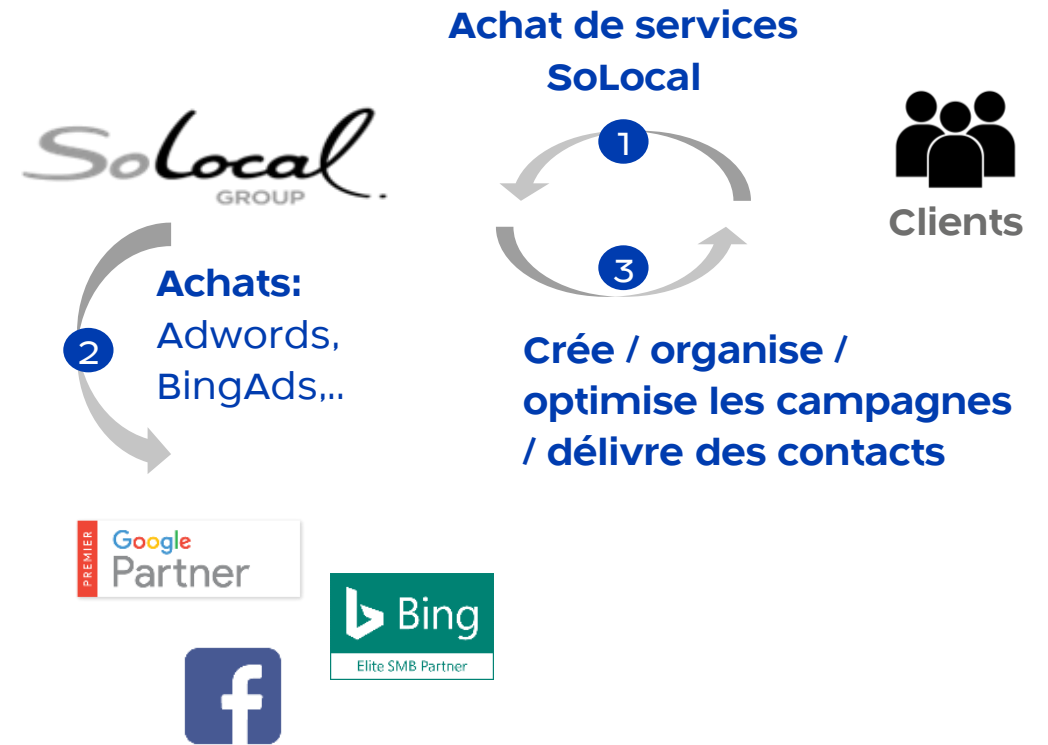 Achat de services
SoLocal
1
SoLocal
GROUP
Clients
3
Achats:
Adwords,
BingAds,..
2
Crée / organise /
optimise les campagnes
/ délivre des contacts
PREMIER
Google
Partner
Bing
Elite SMB Partner
f